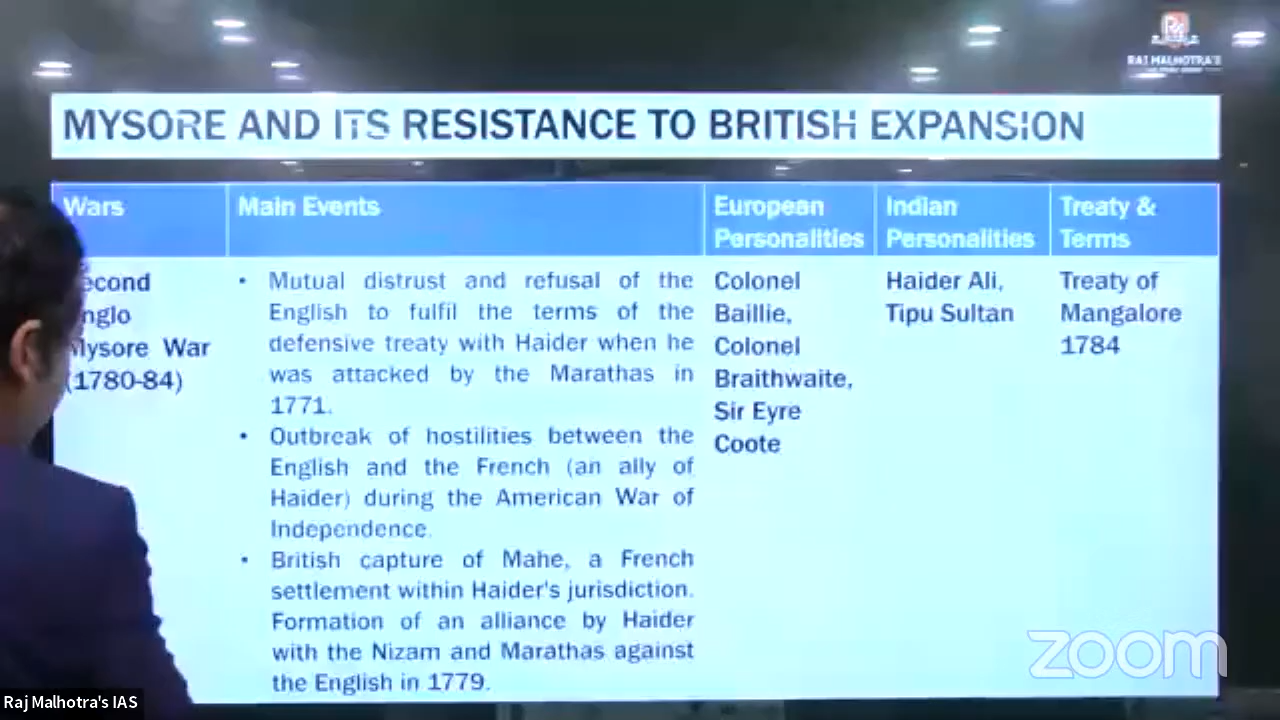 RAJ MALHOTRA'S
MYSORE AND ITS RESISTANCE TO BRITISH EXPANSION
Wars
Main Events
European
Personalities
Indian
Personalities
Treaty &
Terms
econd
nglo
Mysore War
(1780-84)
• Mutual distrust and refusal of the
English to fulfil the terms of the
defensive treaty with Haider when he
was attacked by the Marathas in
1771.
• Outbreak of hostilities between the
English and the French (an ally of
Haider) during the American War of
Independence.
• British capture of Mahe, a French
settlement within Haider's jurisdiction.
Formation of an alliance by Haider
with the Nizam and Marathas against
the English in 1779.
Colonel
Baillie,
Colonel
Braithwaite,
Sir Eyre
Coote
Haider Ali,
Tipu Sultan
Treaty of
Mangalore
1784
zoom
Raj Malhotra's IAS